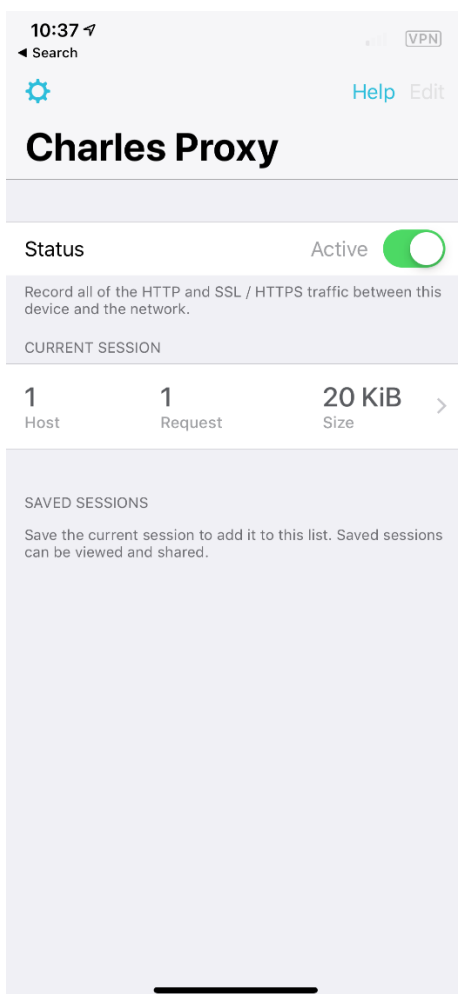 10:37
VPN
◀ Search
Help Edit
Charles Proxy
Status Active
Record all of the HTTP and SSL / HTTPS traffic between this
device and the network.
CURRENT SESSION
1 1 20 KiB
Host Request Size
SAVED SESSIONS
Save the current session to add it to this list. Saved sessions
can be viewed and shared.